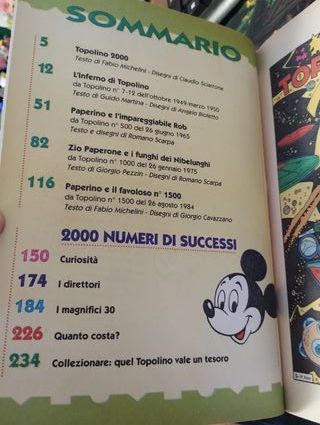 SOMMARIO
5 Topolino 2000
Testo di Fabio Michelini - Disegni di Claudio Sciarrone
12 L'Inferno di Topolino
da Topolino n° 7-12 dell'ottobre 1949-marzo 1950
Testo di Guido Martina - Disegni di Angelo Bioletto
51 Paperino e l'impareggiabile Rob
da Topolino n° 500 del 26 giugno 1965
Testo e disegni di Romano Scarpa
82 Zio Paperone e i funghi dei Nibelunghi
da Topolino n° 1000 del 26 gennaio 1975
Testo di Giorgio Pezzin - Disegni di Romano Scarpa
116 Paperino e il favoloso n° 1500
da Topolino n° 1500 del 26 agosto 1984
Testo di Fabio Michelini - Disegni di Giorgio Cavazzano
2000 NUMERI DI SUCCESSI
150 Curiosità
174 I direttori
184 I magnifici 30
226 Quanto costa?
234 Collezionare: quel Topolino vale un tesoro
TOP